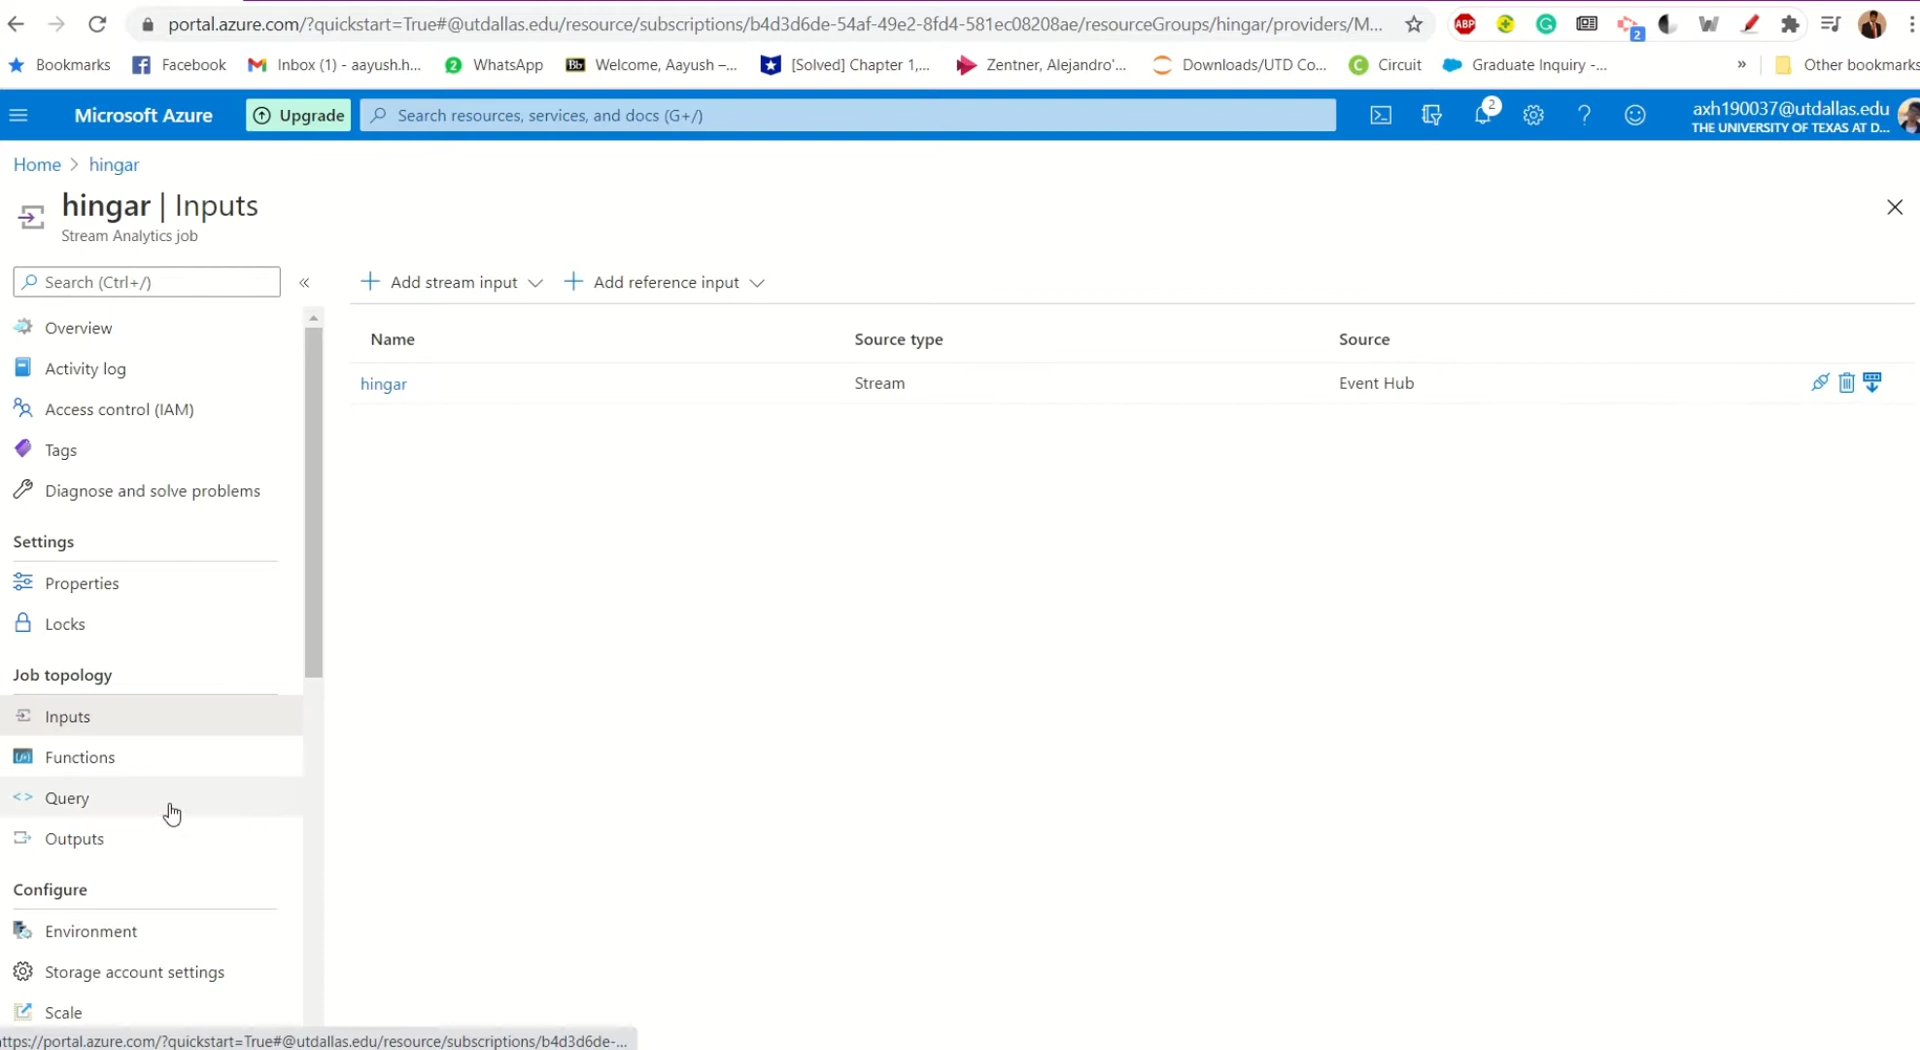 portal.azure.com/?quickstart=True#@utdallas.edu/resource/subscriptions/b4d3d6de-54af-49e2-8fd4-581ec08208ae/resourceGroups/hingar/providers/M...
ABP
2
Bookmarks Facebook Inbox (1) - aayush.h... 2 WhatsApp Bb Welcome, Aayush –... [Solved] Chapter 1,... Zentner, Alejandro'... Downloads/UTD Co... C Circuit Graduate Inquiry -... » Other bookmarks
Microsoft Azure Upgrade Search resources, services, and docs (G+/) 2 axh190037@utdallas.edu
THE UNIVERSITY OF TEXAS AT D...
Home > hingar
hingar | Inputs
Stream Analytics job
Search (Ctrl+/) «
Add stream input Add reference input
Overview
Name Source type Source
Activity log
hingar Stream Event Hub
Access control (IAM)
Tags
Diagnose and solve problems
Settings
Properties
Locks
Job topology
Inputs
Functions
Query
Outputs
Configure
Environment
Storage account settings
Scale
ttps://portal.azure.com/?quickstart=True#@utdallas.edu/resource/subscriptions/b4d3d6de-...